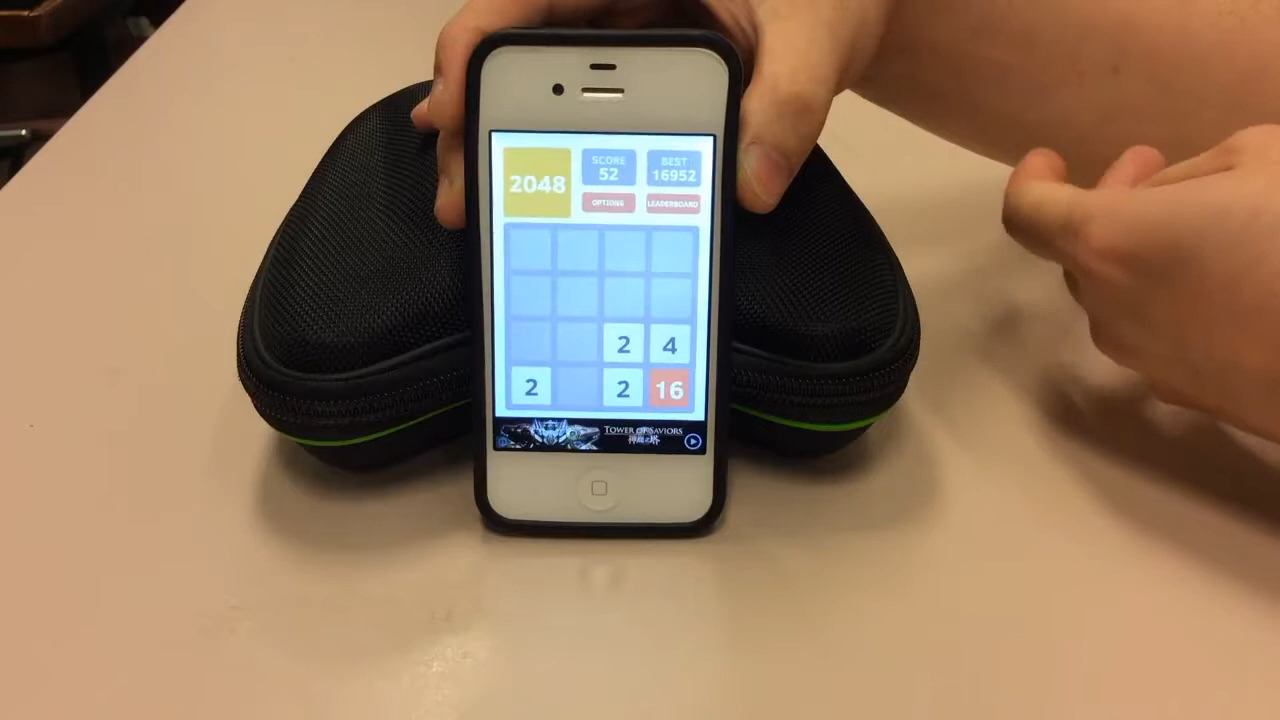 2048
SCORE
52
BEST
16952
OPTIONS
LEADERBOARD
2 4
2 2 16
TOWER OF SAVIORS
神魔之塔